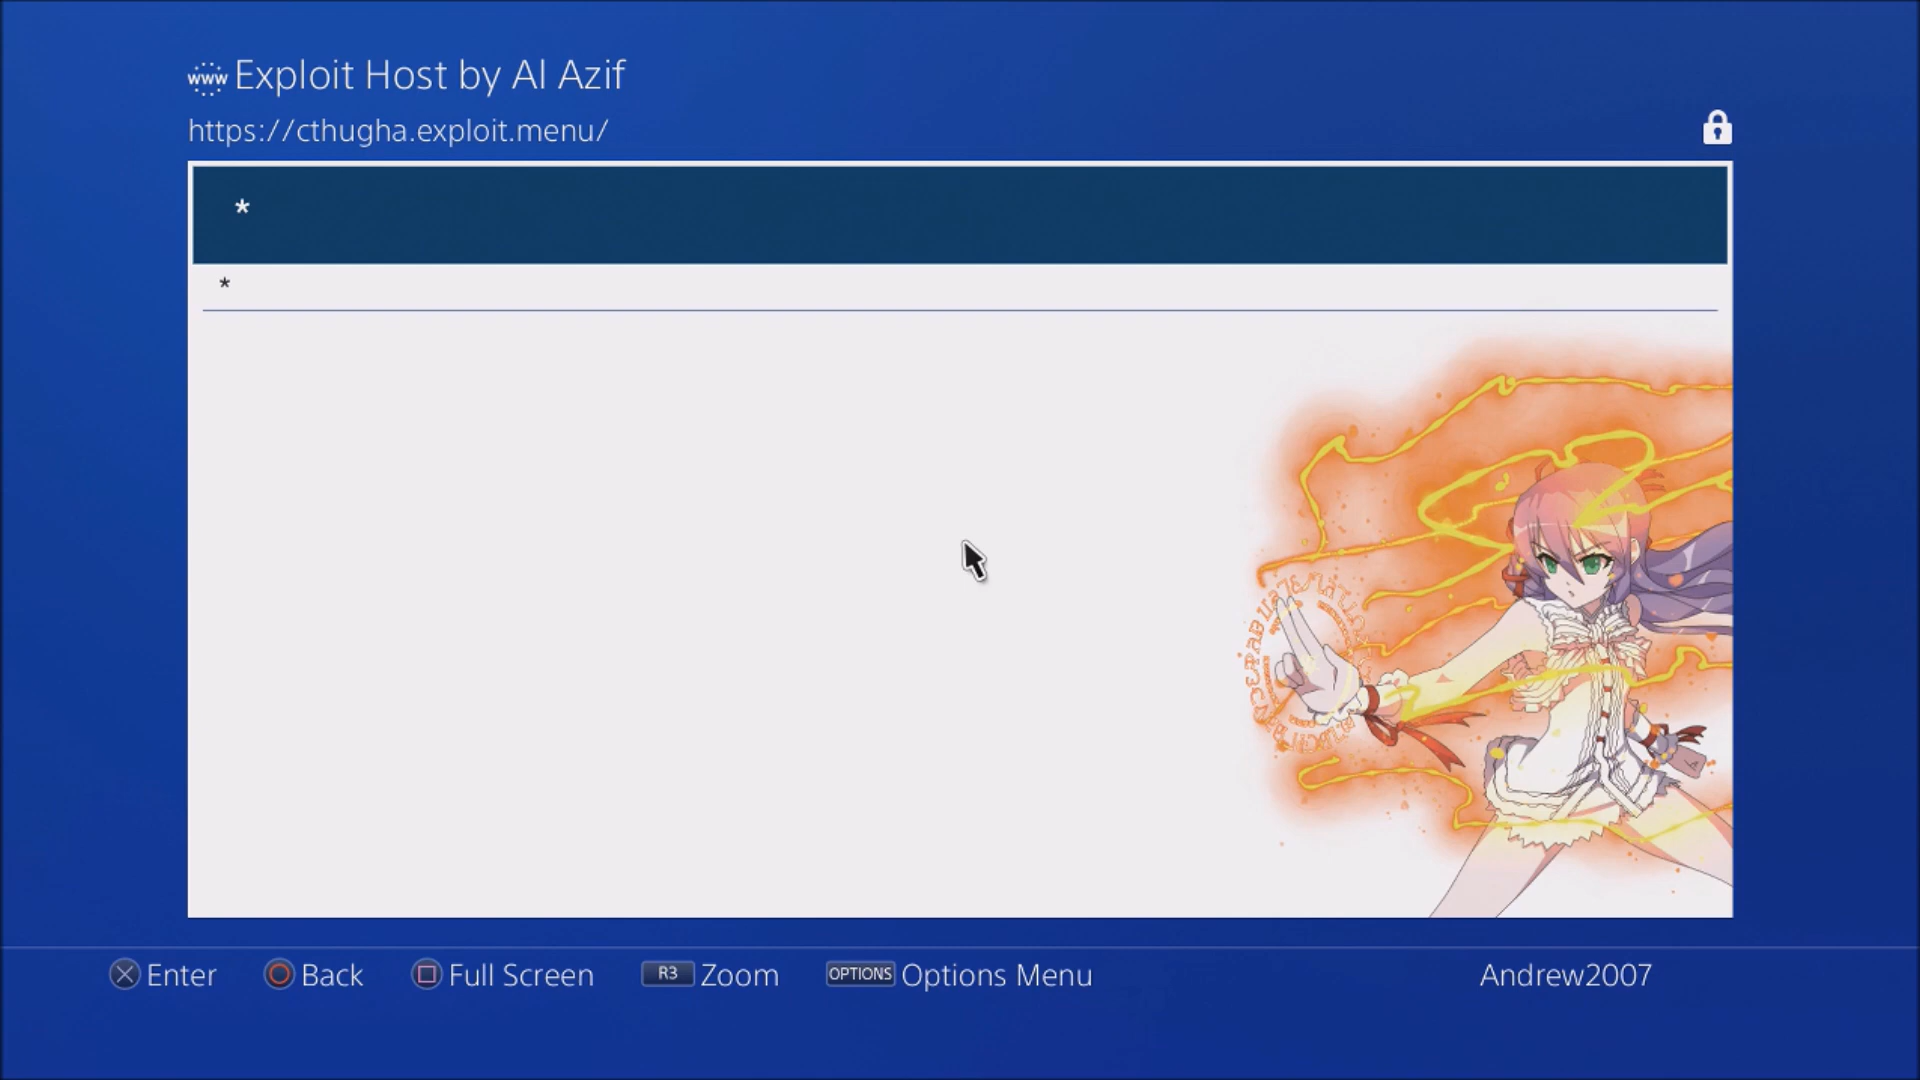 www Exploit Host by Al Azif
https://cthugha.exploit.menu/
*
*
Enter Back Full Screen R3 Zoom OPTIONS Options Menu Andrew2007